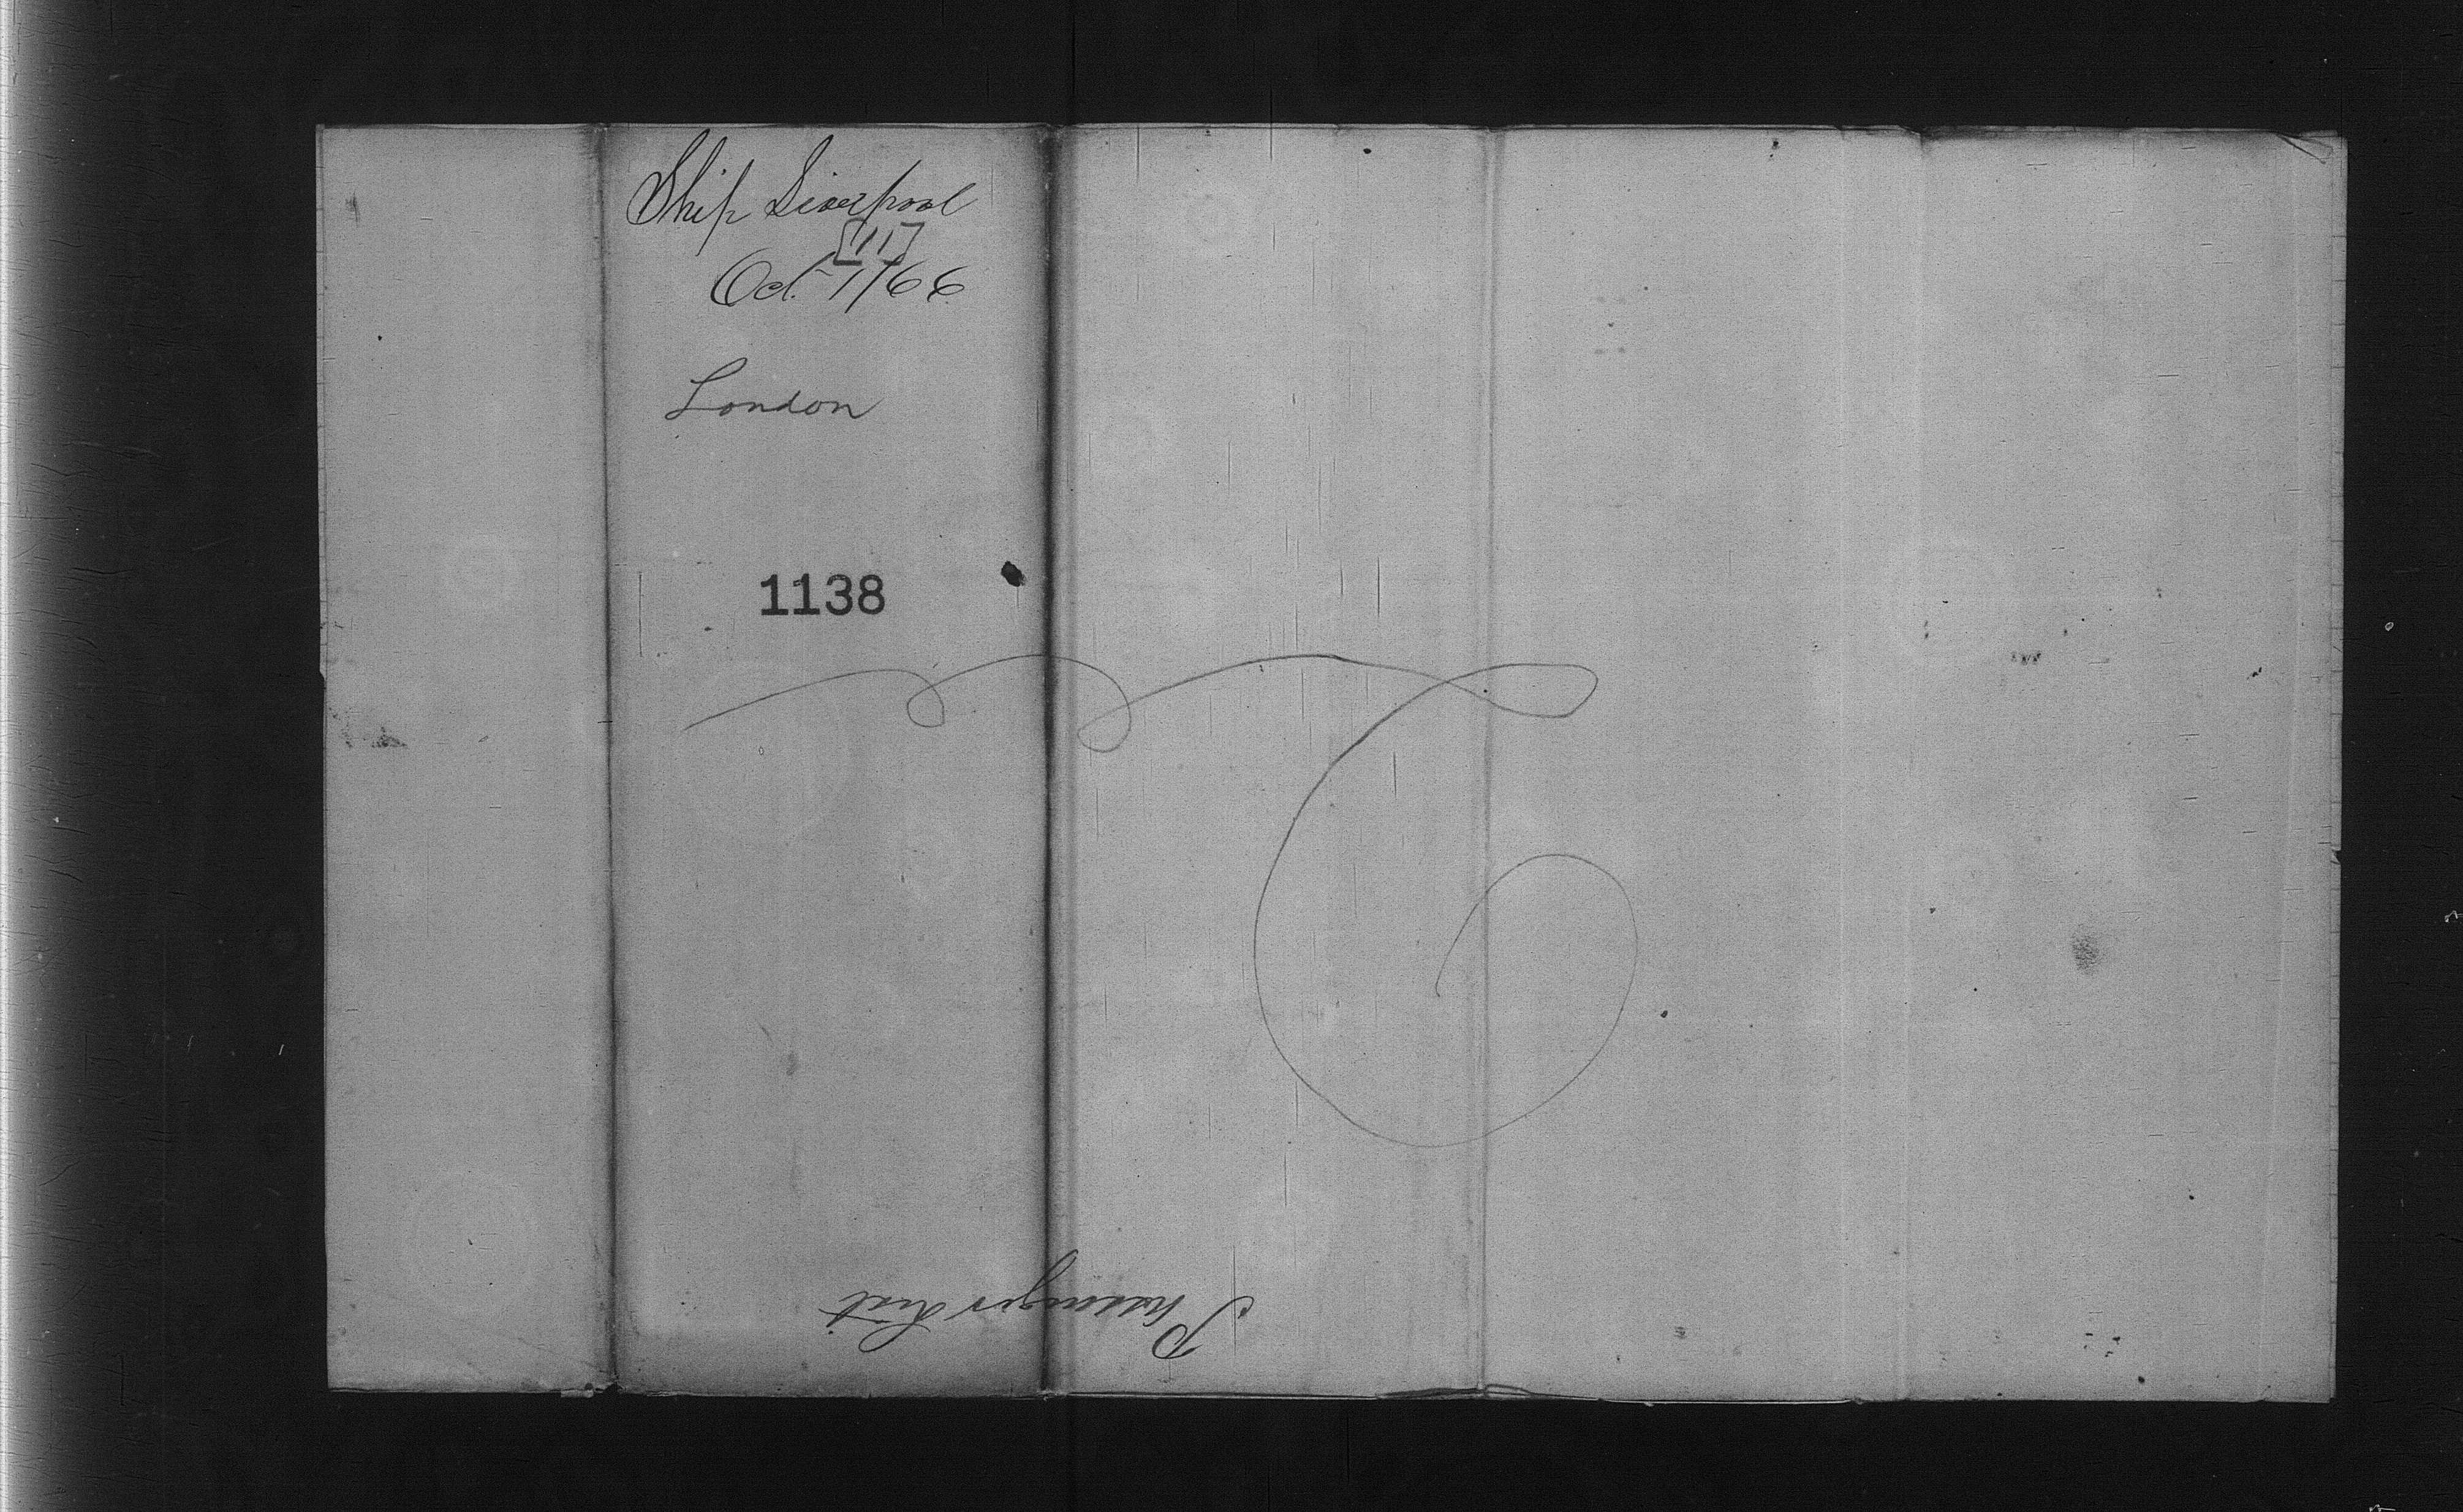 Ship Liverpool
[11]
Oct 1/66
London
1138
Passenger List